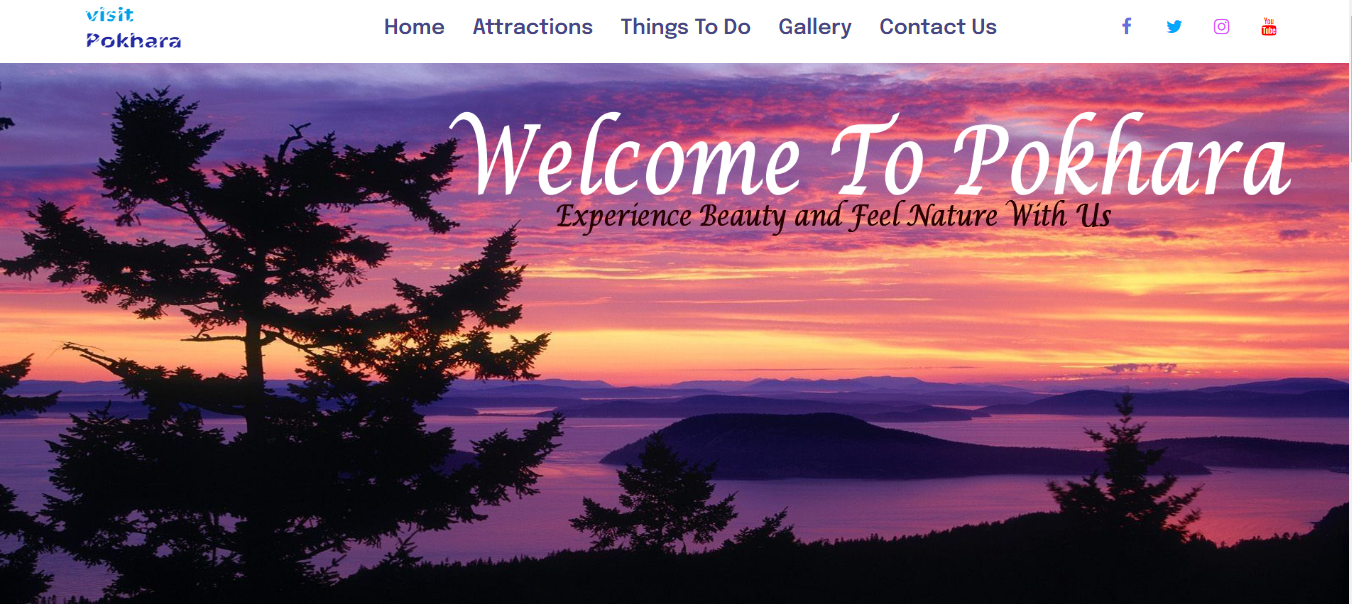 visit
Pokhara
Home Attractions Things To Do Gallery Contact Us
You
Tube
Welcome To Pokhara
Experience Beauty and Feel Nature With Us